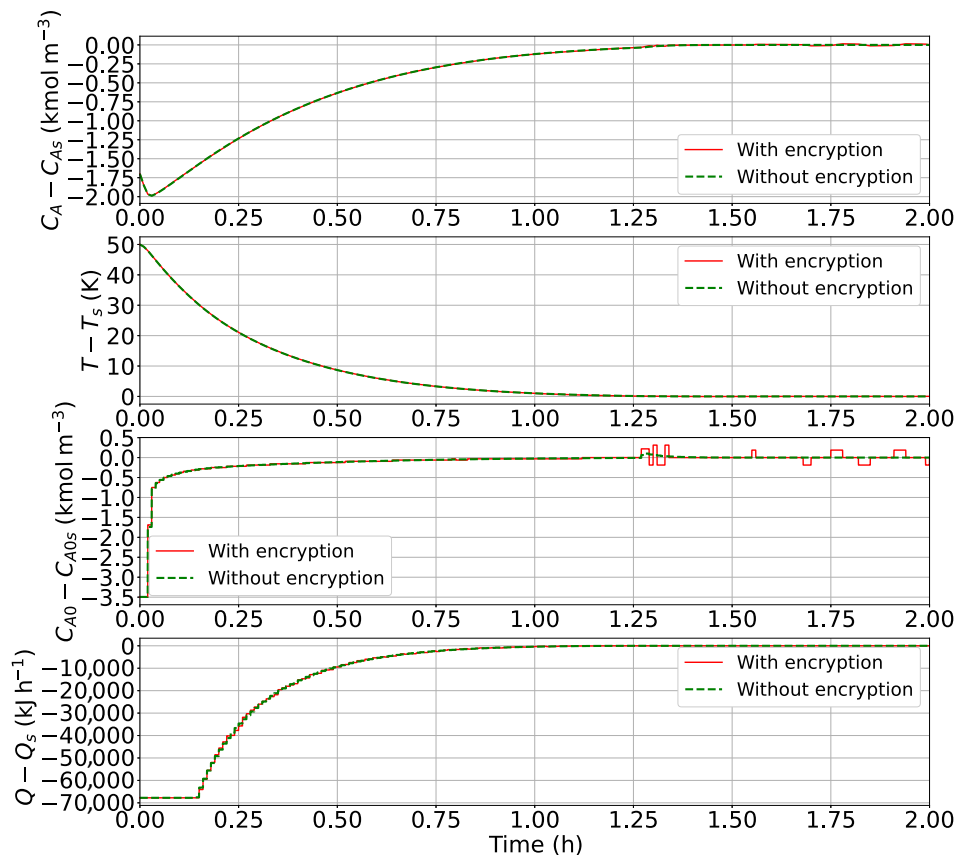 C_A − C_As (kmol m⁻³)
0.00
−0.25
−0.50
−0.75
−1.00
−1.25
−1.50
−1.75
−2.00
With encryption
Without encryption
0.00 0.25 0.50 0.75 1.00 1.25 1.50 1.75 2.00
T − T_s (K)
50
40
30
20
10
0
With encryption
Without encryption
0.00 0.25 0.50 0.75 1.00 1.25 1.50 1.75 2.00
C_A0 − C_A0s (kmol m⁻³)
0.5
0.0
−0.5
−1.0
−1.5
−2.0
−2.5
−3.0
−3.5
With encryption
Without encryption
0.00 0.25 0.50 0.75 1.00 1.25 1.50 1.75 2.00
Q − Q_s (kJ h⁻¹)
0
−10,000
−20,000
−30,000
−40,000
−50,000
−60,000
−70,000
With encryption
Without encryption
0.00 0.25 0.50 0.75 1.00 1.25 1.50 1.75 2.00
Time (h)